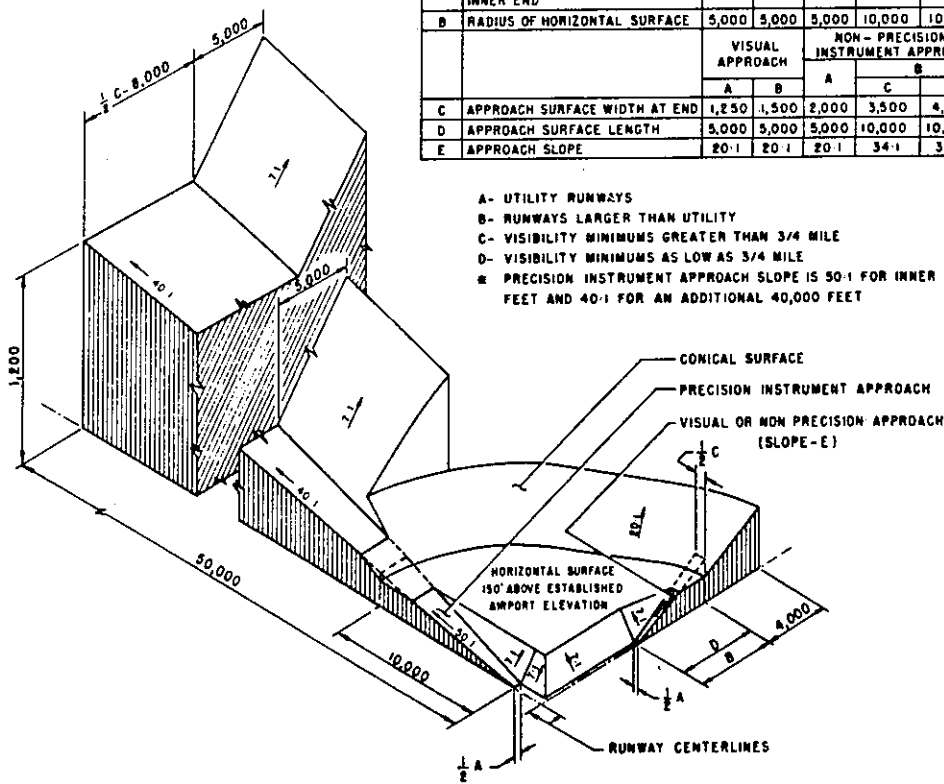 INNER END
B RADIUS OF HORIZONTAL SURFACE 5,000 5,000 5,000 10,000 10
VISUAL APPROACH
NON-PRECISION INSTRUMENT APPR
A B A B
C
C APPROACH SURFACE WIDTH AT END 1,250 1,500 2,000 3,500 4,
D APPROACH SURFACE LENGTH 5,000 5,000 5,000 10,000 10,
E APPROACH SLOPE 20:1 20:1 20:1 34:1 3
A- UTILITY RUNWAYS
B- RUNWAYS LARGER THAN UTILITY
C- VISIBILITY MINIMUMS GREATER THAN 3/4 MILE
D- VISIBILITY MINIMUMS AS LOW AS 3/4 MILE
* PRECISION INSTRUMENT APPROACH SLOPE IS 50:1 FOR INNER
FEET AND 40:1 FOR AN ADDITIONAL 40,000 FEET
5,000
1/2 C-8,000
7:1
40:1
5,000
1,200
7:1
40:1
CONICAL SURFACE
PRECISION INSTRUMENT APPROACH
VISUAL OR NON PRECISION APPROACH
(SLOPE-E)
1/2 C
20:1
HORIZONTAL SURFACE
150' ABOVE ESTABLISHED
AIRPORT ELEVATION
50,000
50:1
7:1
7:1
7:1
7:1
4,000
D
B
10,000
1/2 A
RUNWAY CENTERLINES
1/2 A